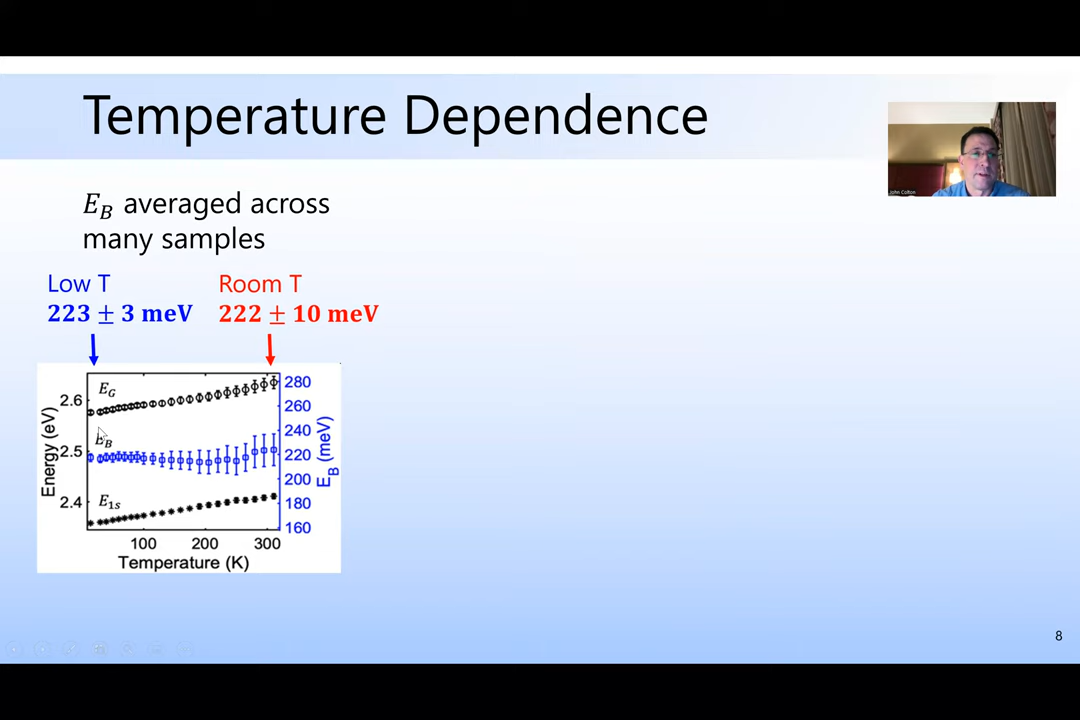 Temperature Dependence
John Colton
E_B averaged across
many samples
Low T
223 ± 3 meV
Room T
222 ± 10 meV
E_G
E_B
E_1s
Energy (eV)
2.6
2.5
2.4
280
260
240
220
200
180
160
E_B (meV)
100 200 300
Temperature (K)
8